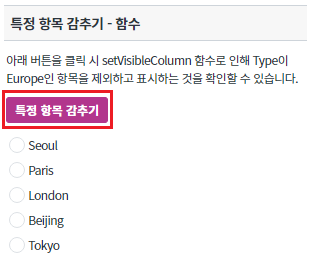 특정 항목 감추기 - 함수
아래 버튼을 클릭 시 setVisibleColumn 함수로 인해 Type이
Europe인 항목을 제외하고 표시하는 것을 확인할 수 있습니다.
특정 항목 감추기
Seoul
Paris
London
Beijing
Tokyo